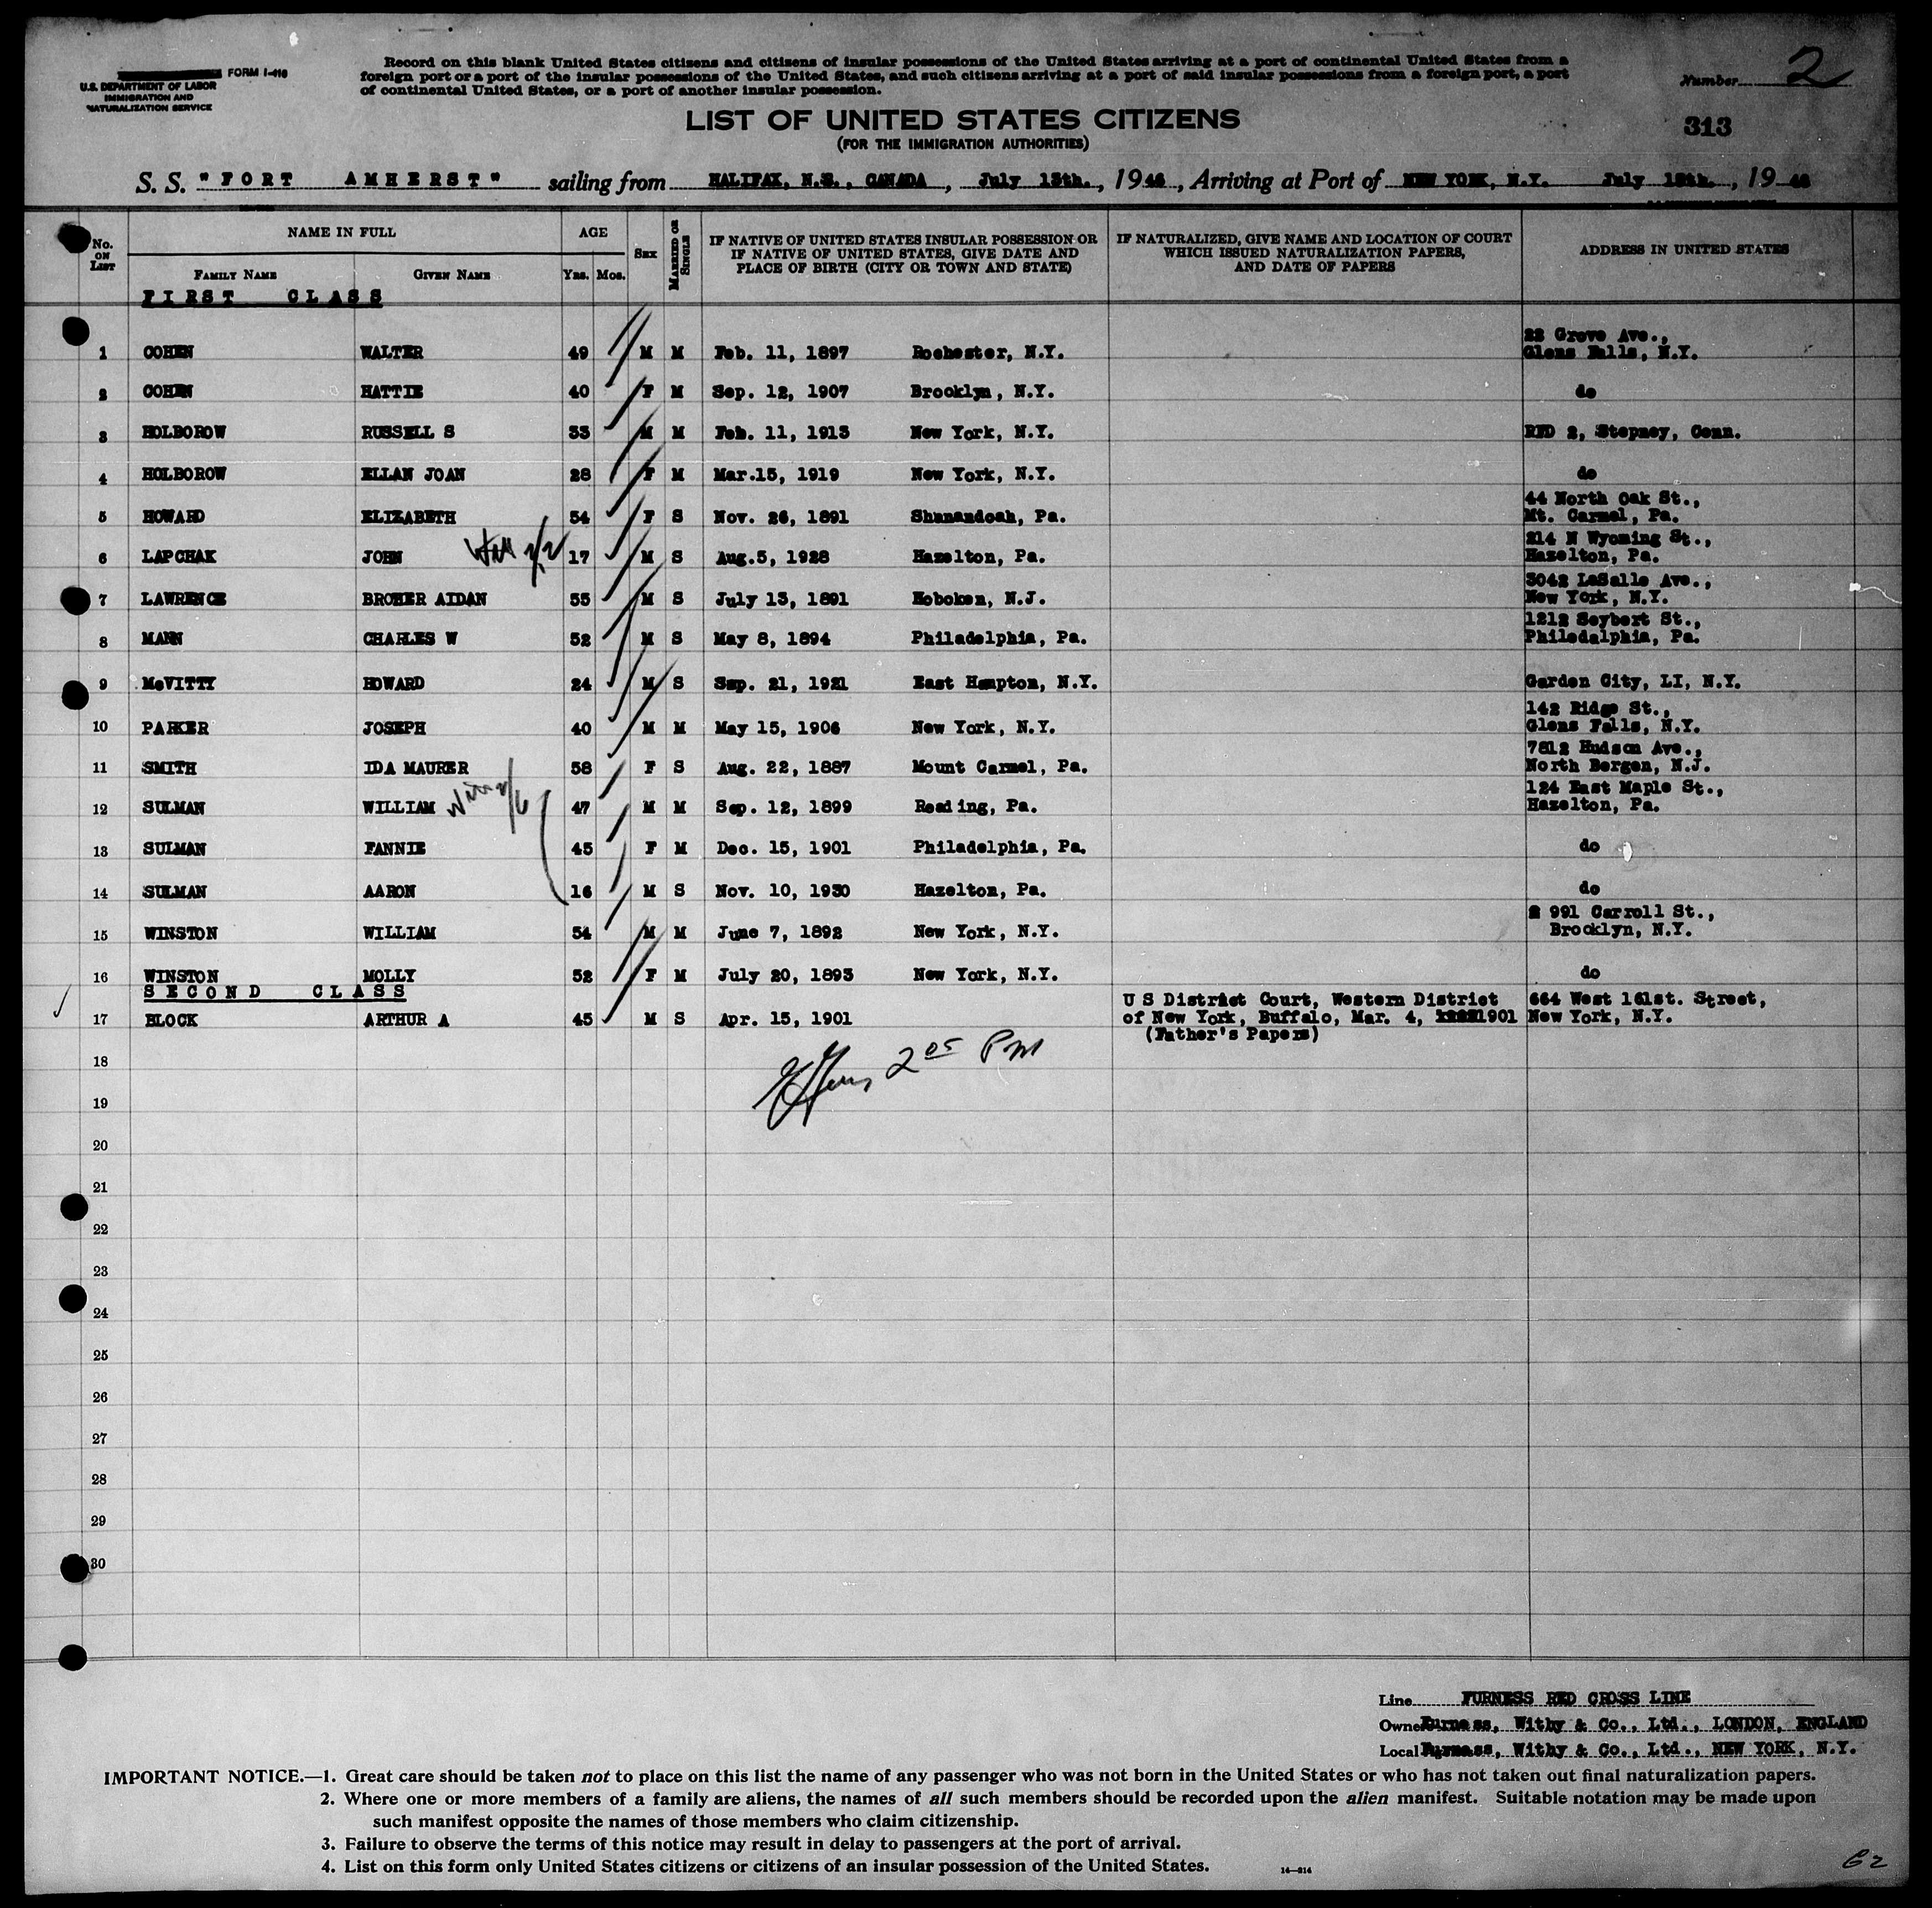 FORM I-418
U.S. DEPARTMENT OF LABOR
IMMIGRATION AND
NATURALIZATION SERVICE
Record on this blank United States citizens and citizens of insular possessions of the United States arriving at a port of continental United States from a
foreign port or a port of the insular possessions of the United States, and such citizens arriving at a port of said insular possessions from a foreign port, a port
of continental United States, or a port of another insular possession.
Number 2
LIST OF UNITED STATES CITIZENS
(FOR THE IMMIGRATION AUTHORITIES)
313
S. S. "FORT AMHERST" sailing from HALIFAX, N.S., CANADA, July 13th., 1946, Arriving at Port of NEW YORK, N.Y. July 15th., 1946
No. ON LIST
NAME IN FULL
FAMILY NAME GIVEN NAME
AGE
Yrs. Mos.
SEX
MARRIED OR SINGLE
IF NATIVE OF UNITED STATES INSULAR POSSESSION OR
IF NATIVE OF UNITED STATES, GIVE DATE AND
PLACE OF BIRTH (CITY OR TOWN AND STATE)
IF NATURALIZED, GIVE NAME AND LOCATION OF COURT
WHICH ISSUED NATURALIZATION PAPERS,
AND DATE OF PAPERS
ADDRESS IN UNITED STATES
FIRST CLASS
22 Grove Ave.,
1 COHEN WALTER 49 M M Feb. 11, 1897 Rochester, N.Y. Glens Falls, N.Y.
2 COHEN HATTIE 40 F M Sep. 12, 1907 Brooklyn, N.Y. do
3 HOLBOROW RUSSELL S 33 M M Feb. 11, 1913 New York, N.Y. RFD 2, Stepney, Conn.
4 HOLBOROW ELLAN JOAN 28 F M Mar.15, 1919 New York, N.Y. do
44 North Oak St.,
5 HOWARD ELIZABETH 54 F S Nov. 26, 1891 Shanandoah, Pa. Mt. Carmel, Pa.
214 N Wyoming St.,
6 LAPCHAK JOHN 17 M S Aug.5, 1928 Hazelton, Pa. Hazelton, Pa.
3042 LaSalle Ave.,
7 LAWRENCE BROHER AIDAN 55 M S July 13, 1891 Hoboken, N.J. New York, N.Y.
1212 Seybert St.,
8 MANN CHARLES W 52 M S May 8, 1894 Philadelphia, Pa. Philedalphia, Pa.
9 McVITTY HOWARD 24 M S Sep. 21, 1921 East Hampton, N.Y. Garden City, LI, N.Y.
142 Ridge St.,
10 PARKER JOSEPH 40 M M May 15, 1906 New York, N.Y. Glens Falls, N.Y.
7812 Hudson Ave.,
11 SMITH IDA MAURER 58 F S Aug. 22, 1887 Mount Carmel, Pa. North Bergen, N.J.
124 East Maple St.,
12 SULMAN WILLIAM 47 M M Sep. 12, 1899 Reading, Pa. Hazelton, Pa.
13 SULMAN FANNIE 45 F M Dec. 15, 1901 Philadelphia, Pa. do
14 SULMAN AARON 16 M S Nov. 10, 1930 Hazelton, Pa. do
991 Carroll St.,
15 WINSTON WILLIAM 54 M M June 7, 1892 New York, N.Y. Brocklyn, N.Y.
16 WINSTON MOLLY 52 F M July 20, 1893 New York, N.Y. do
SECOND CLASS
U S District Court, Western District 664 West 161st. Street,
17 BLOCK ARTHUR A 45 M S Apr. 15, 1901 of New York, Buffalo, Mar. 4, 1901 New York, N.Y.
(Father's Papers)
2 05 PM
18
19
20
21
22
23
24
25
26
27
28
29
30
Line FURNESS RED CROSS LINE
Owner Furness, Withy & Co., Ltd., LONDON, ENGLAND
Local Furness, Withy & Co., Ltd., NEW YORK, N.Y.
IMPORTANT NOTICE.—1. Great care should be taken not to place on this list the name of any passenger who was not born in the United States or who has not taken out final naturalization papers.
2. Where one or more members of a family are aliens, the names of all such members should be recorded upon the alien manifest. Suitable notation may be made upon
such manifest opposite the names of those members who claim citizenship.
3. Failure to observe the terms of this notice may result in delay to passengers at the port of arrival.
4. List on this form only United States citizens or citizens of an insular possession of the United States.
14—214
62